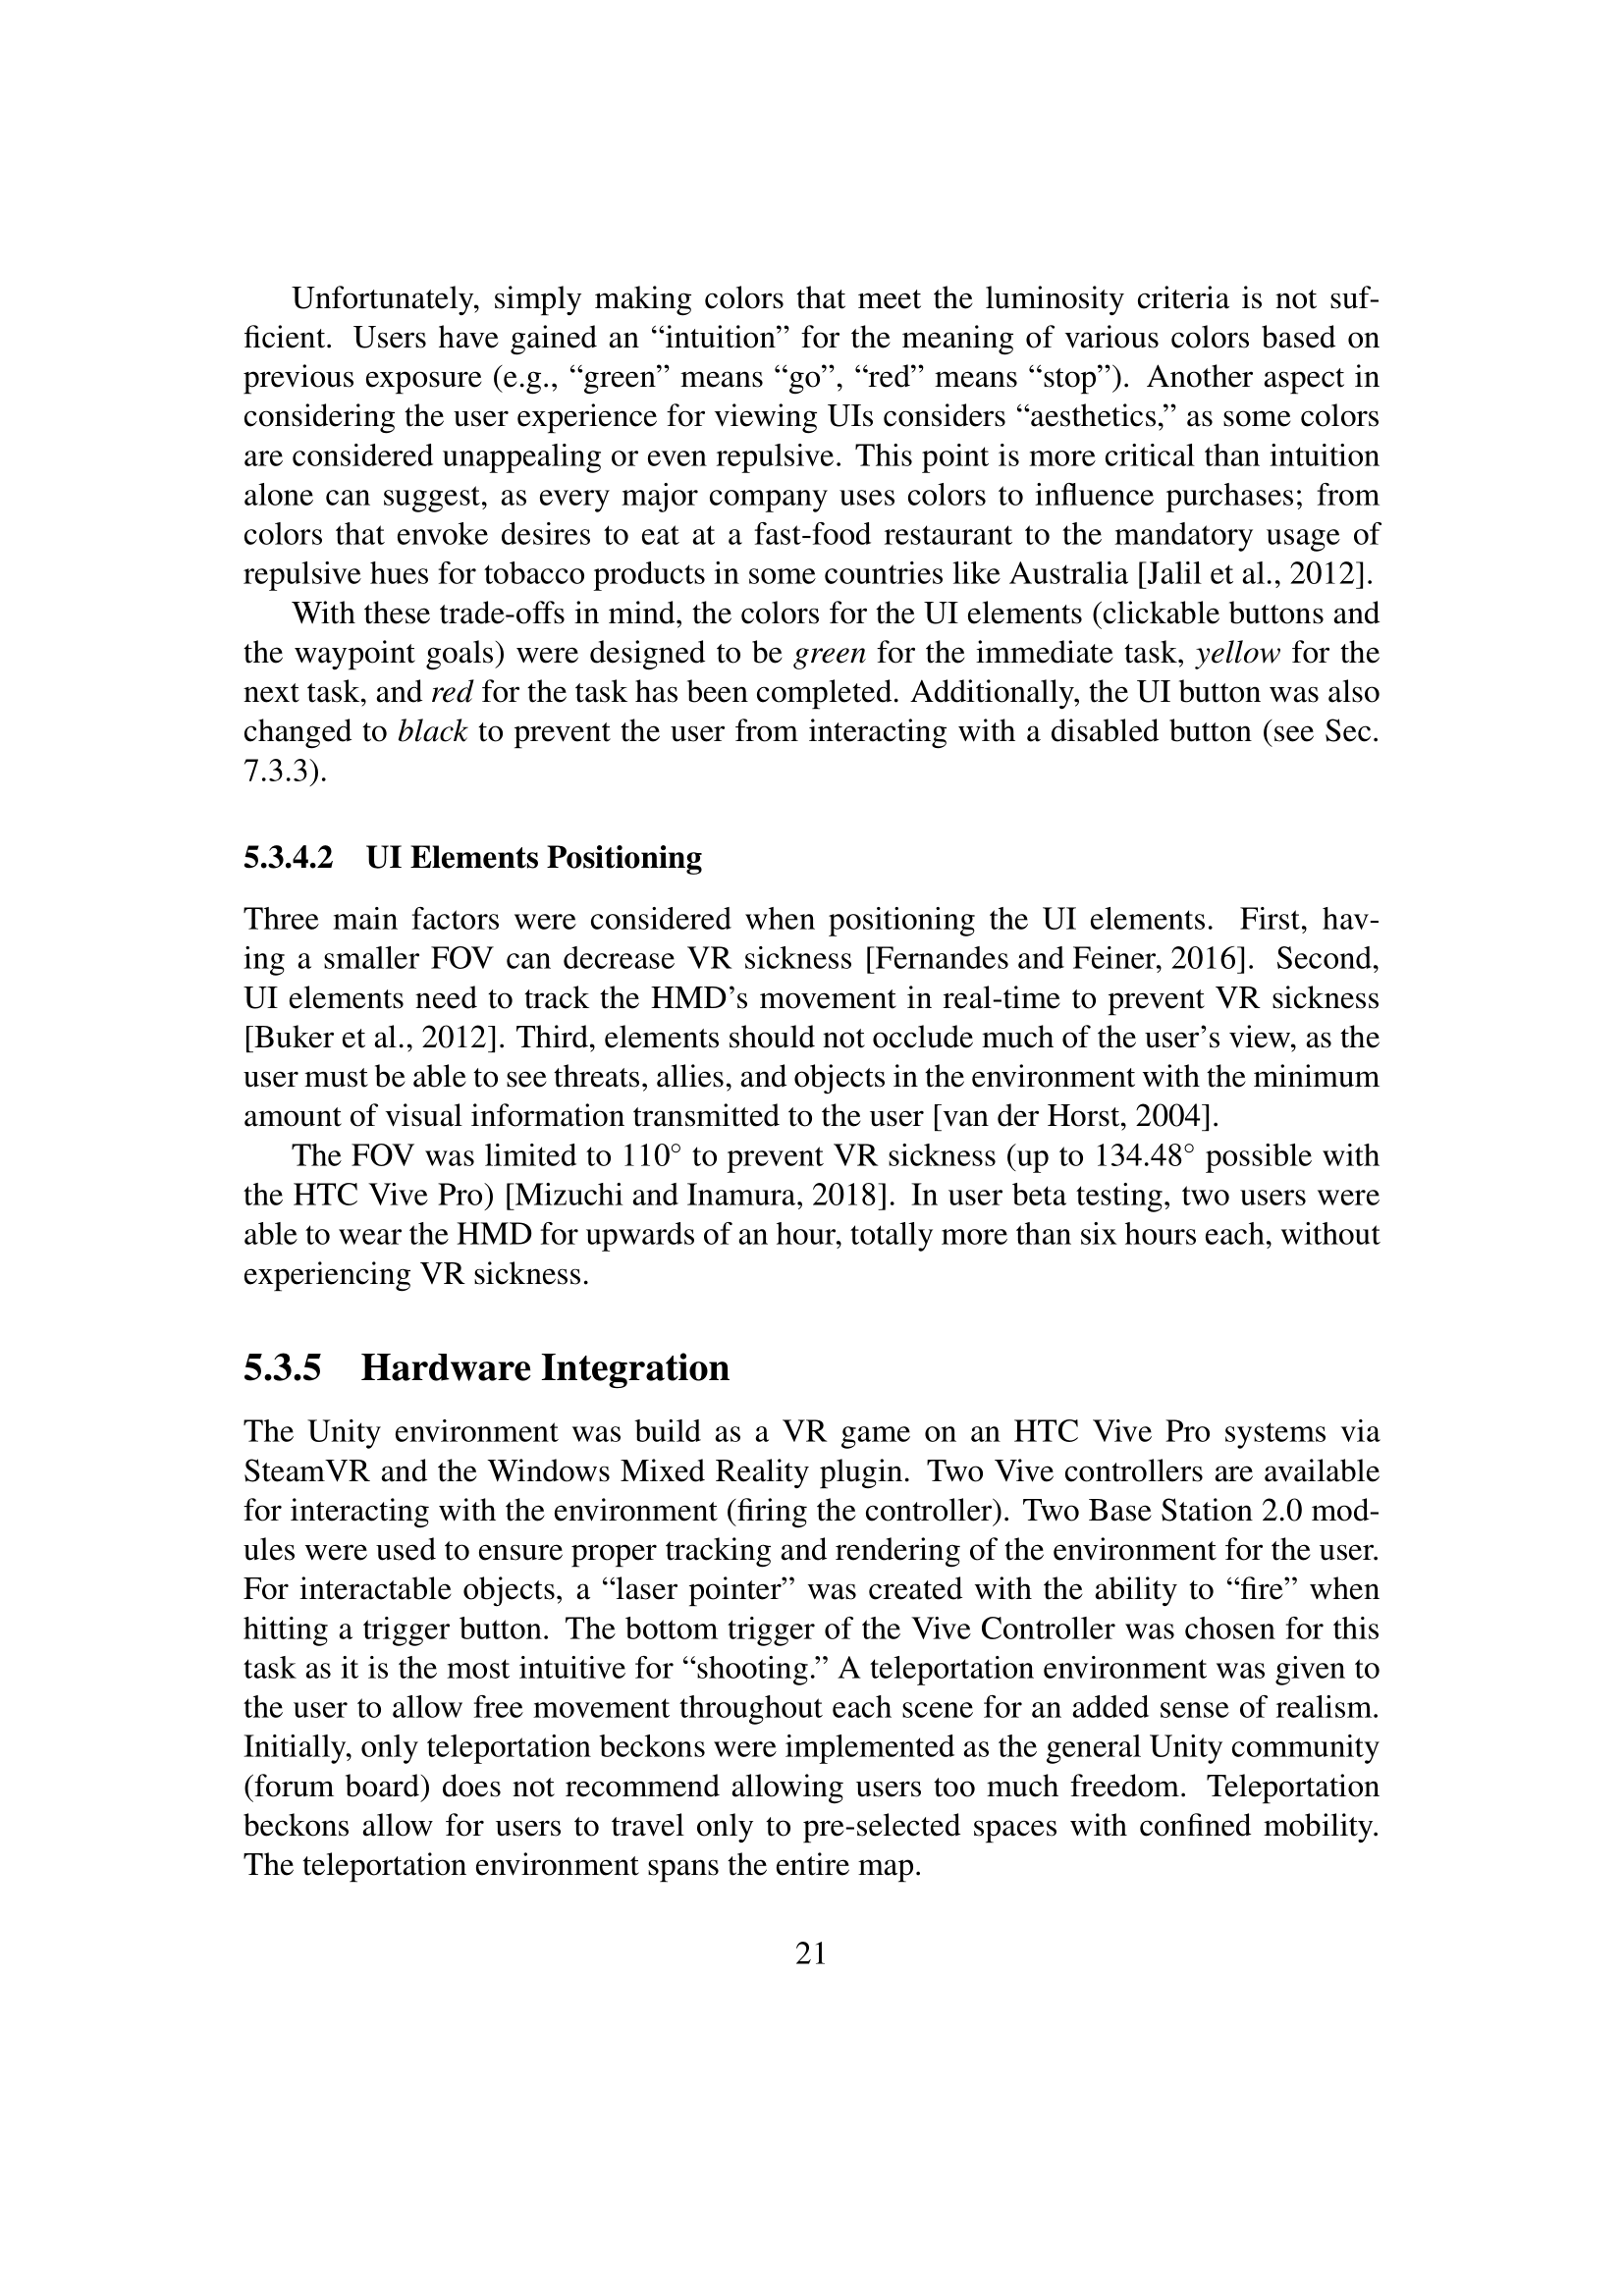 Unfortunately, simply making colors that meet the luminosity criteria is not suf-
ficient. Users have gained an “intuition” for the meaning of various colors based on
previous exposure (e.g., “green” means “go”, “red” means “stop”). Another aspect in
considering the user experience for viewing UIs considers “aesthetics,” as some colors
are considered unappealing or even repulsive. This point is more critical than intuition
alone can suggest, as every major company uses colors to influence purchases; from
colors that envoke desires to eat at a fast-food restaurant to the mandatory usage of
repulsive hues for tobacco products in some countries like Australia [Jalil et al., 2012].
With these trade-offs in mind, the colors for the UI elements (clickable buttons and
the waypoint goals) were designed to be green for the immediate task, yellow for the
next task, and red for the task has been completed. Additionally, the UI button was also
changed to black to prevent the user from interacting with a disabled button (see Sec.
7.3.3).
5.3.4.2 UI Elements Positioning
Three main factors were considered when positioning the UI elements. First, hav-
ing a smaller FOV can decrease VR sickness [Fernandes and Feiner, 2016]. Second,
UI elements need to track the HMD’s movement in real-time to prevent VR sickness
[Buker et al., 2012]. Third, elements should not occlude much of the user’s view, as the
user must be able to see threats, allies, and objects in the environment with the minimum
amount of visual information transmitted to the user [van der Horst, 2004].
The FOV was limited to 110° to prevent VR sickness (up to 134.48° possible with
the HTC Vive Pro) [Mizuchi and Inamura, 2018]. In user beta testing, two users were
able to wear the HMD for upwards of an hour, totally more than six hours each, without
experiencing VR sickness.
5.3.5 Hardware Integration
The Unity environment was build as a VR game on an HTC Vive Pro systems via
SteamVR and the Windows Mixed Reality plugin. Two Vive controllers are available
for interacting with the environment (firing the controller). Two Base Station 2.0 mod-
ules were used to ensure proper tracking and rendering of the environment for the user.
For interactable objects, a “laser pointer” was created with the ability to “fire” when
hitting a trigger button. The bottom trigger of the Vive Controller was chosen for this
task as it is the most intuitive for “shooting.” A teleportation environment was given to
the user to allow free movement throughout each scene for an added sense of realism.
Initially, only teleportation beckons were implemented as the general Unity community
(forum board) does not recommend allowing users too much freedom. Teleportation
beckons allow for users to travel only to pre-selected spaces with confined mobility.
The teleportation environment spans the entire map.
21